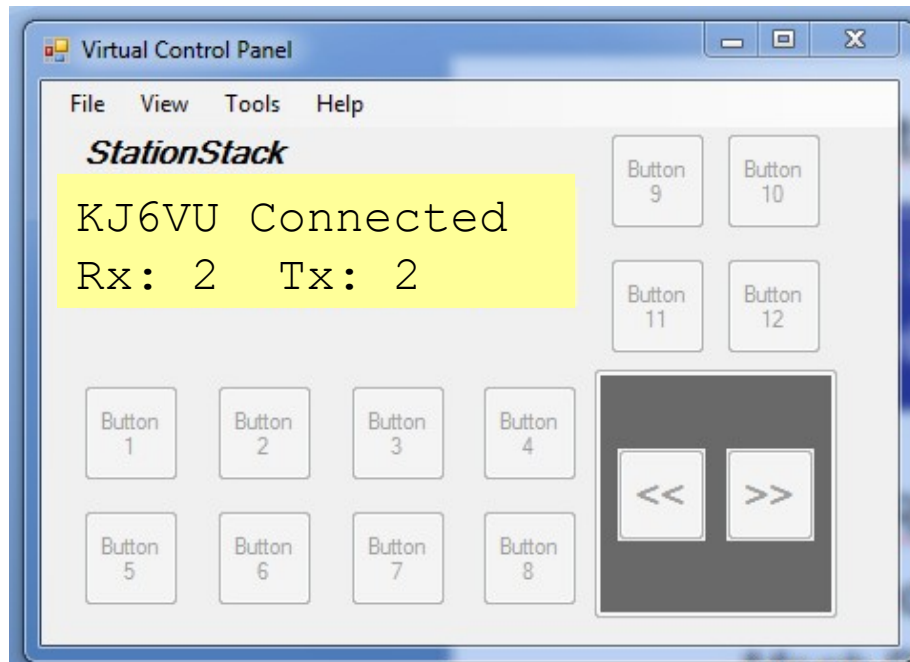 Virtual Control Panel
File View Tools Help
StationStack
KJ6VU Connected
Rx: 2 Tx: 2
Button
9
Button
10
Button
11
Button
12
Button
1
Button
2
Button
3
Button
4
<<
>>
Button
5
Button
6
Button
7
Button
8